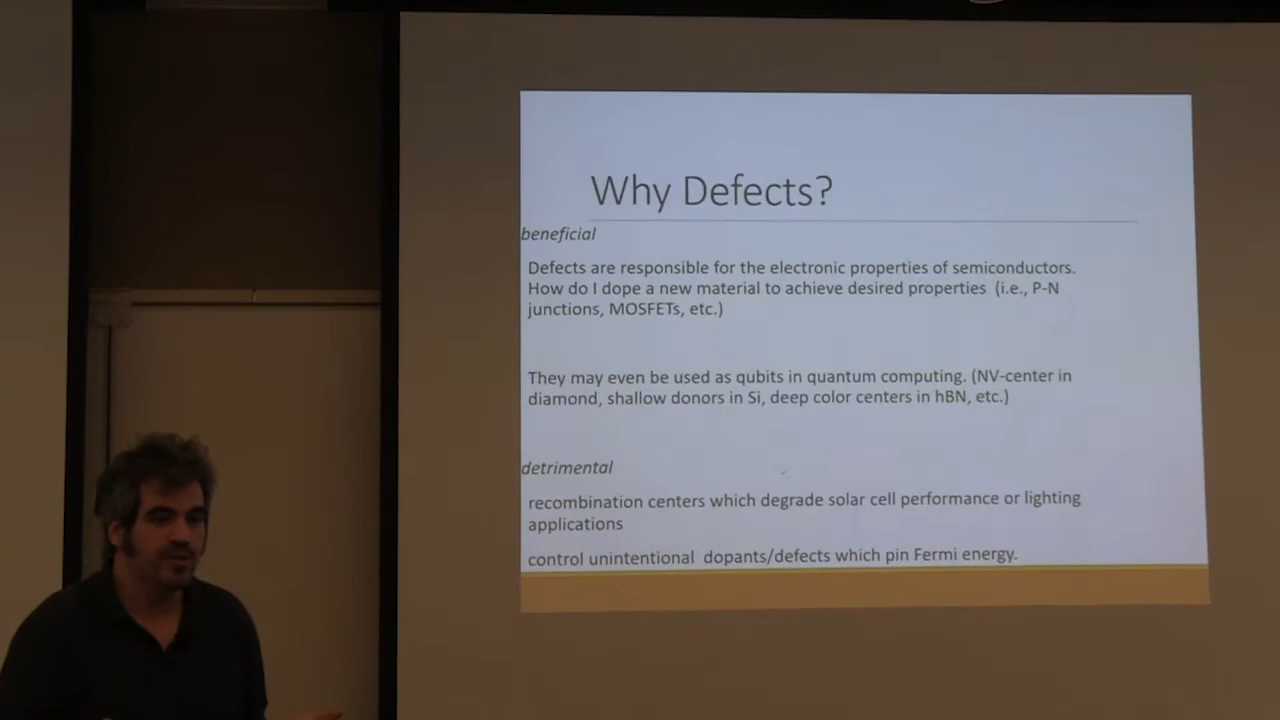 Why Defects?
beneficial
Defects are responsible for the electronic properties of semiconductors.
How do I dope a new material to achieve desired properties (i.e., P-N
junctions, MOSFETs, etc.)
They may even be used as qubits in quantum computing. (NV-center in
diamond, shallow donors in Si, deep color centers in hBN, etc.)
detrimental
recombination centers which degrade solar cell performance or lighting
applications
control unintentional dopants/defects which pin Fermi energy.